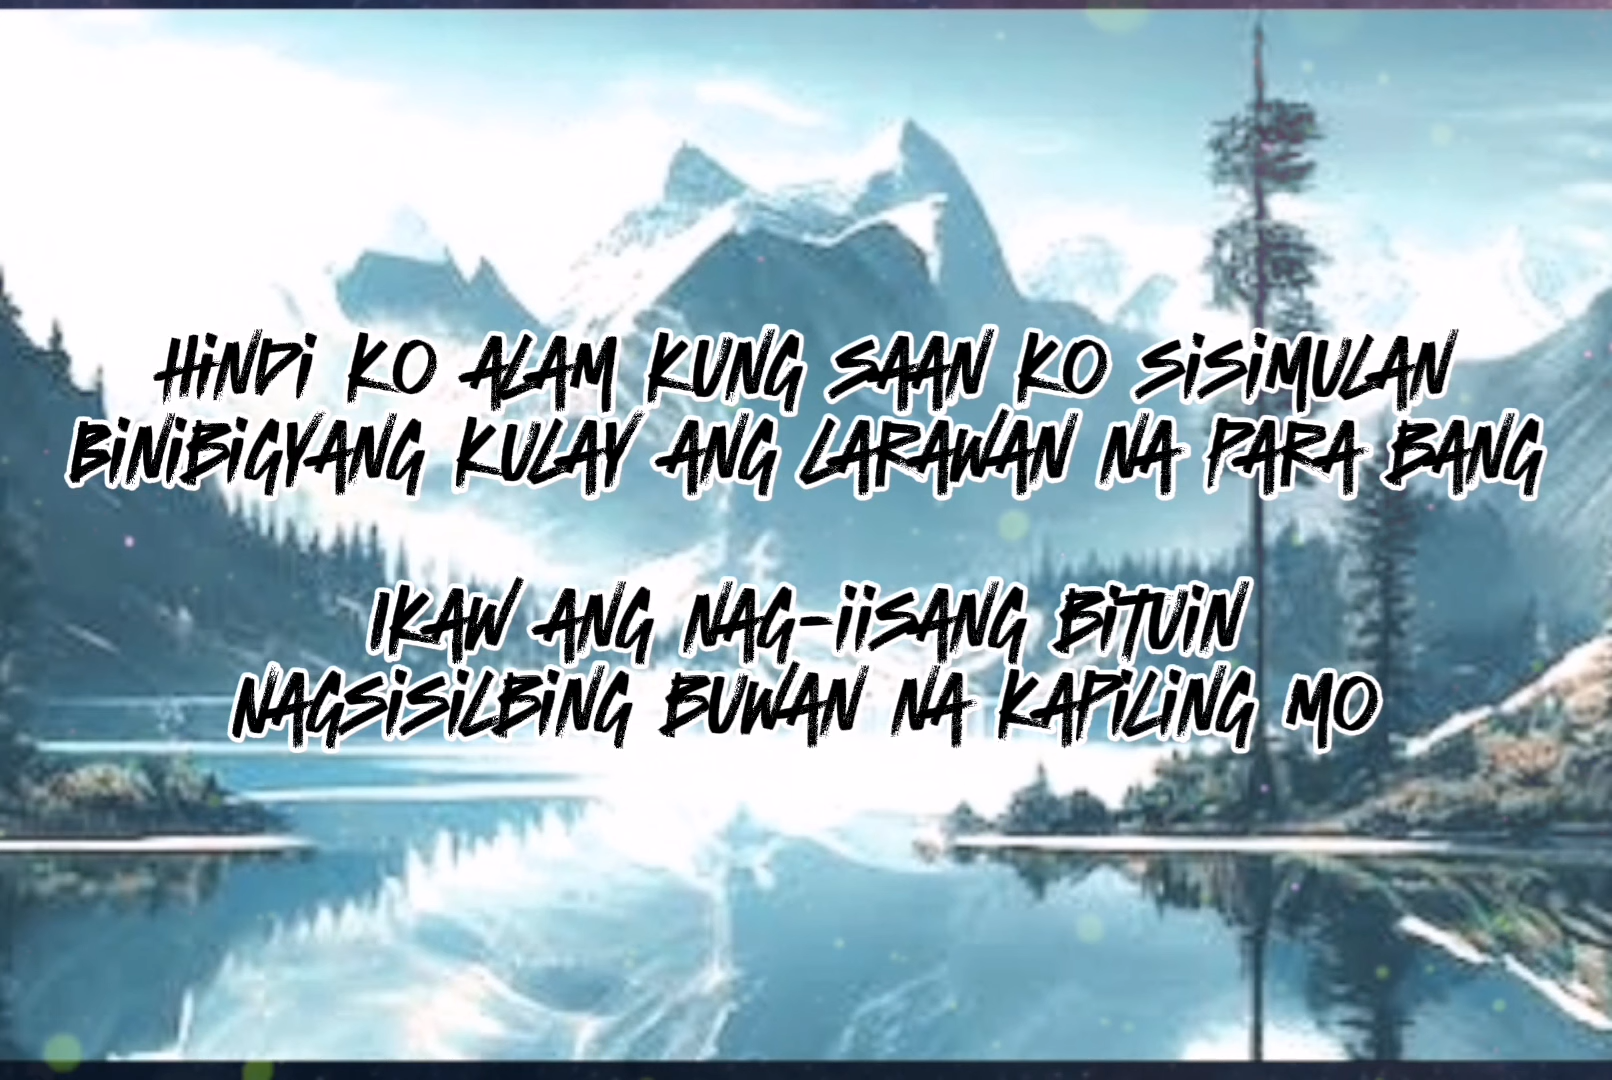 HINDI KO ALAM KUNG SAAN KO SISIMULAN
BINIBIGYANG KULAY ANG LARAWAN NA PARA BANG
IKAW ANG NAG-IISANG BITUIN
NAGSISILBING BUWAN NA KAPILING MO